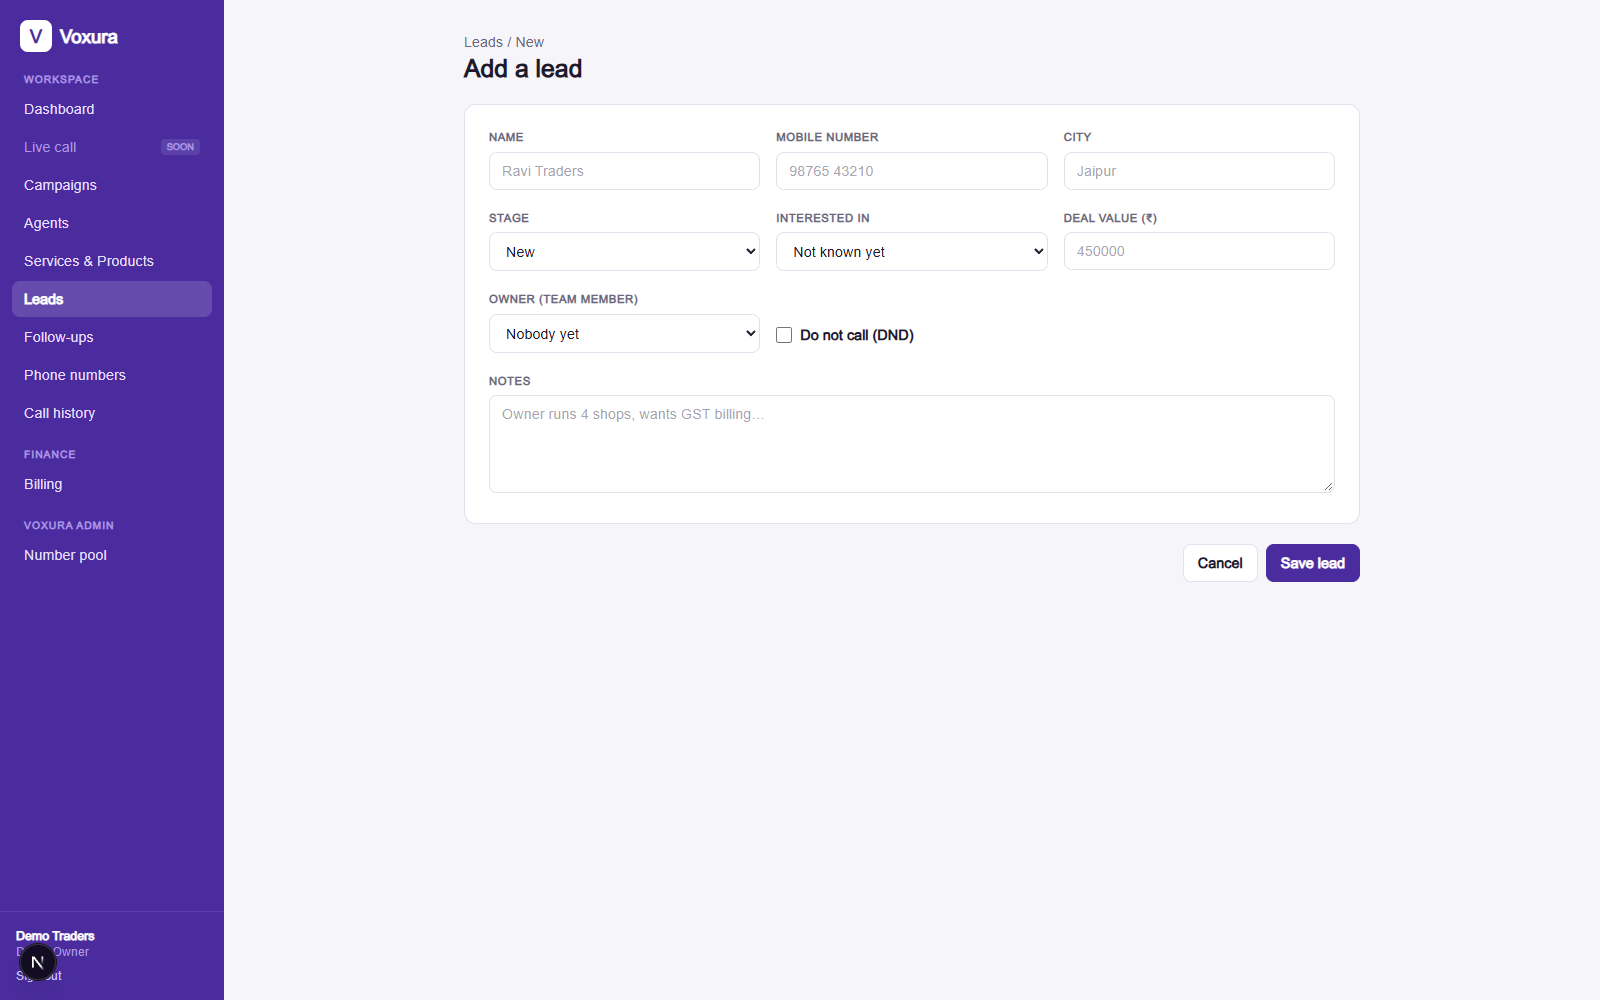 V Voxura
WORKSPACE
Dashboard
Live call SOON
Campaigns
Agents
Services & Products
Leads
Follow-ups
Phone numbers
Call history
FINANCE
Billing
VOXURA ADMIN
Number pool
Demo Traders
Owner
N
Leads / New
Add a lead
NAME MOBILE NUMBER CITY
Ravi Traders 98765 43210 Jaipur
STAGE INTERESTED IN DEAL VALUE (₹)
New Not known yet 450000
OWNER (TEAM MEMBER)
Nobody yet Do not call (DND)
NOTES
Owner runs 4 shops, wants GST billing...
Cancel Save lead